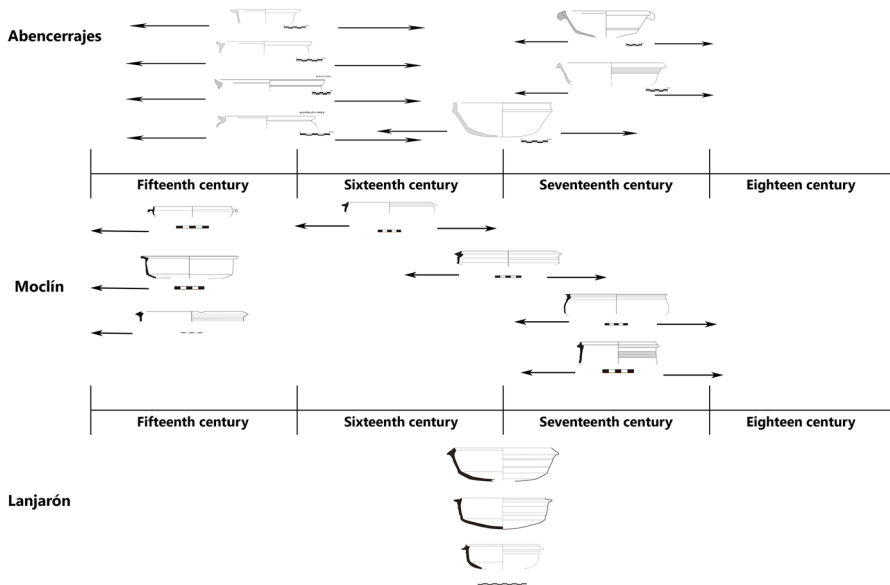 Abencerrajes
Fifteenth century
Sixteenth century
Seventeenth century
Eighteen century
Moclín
Fifteenth century
Sixteenth century
Seventeenth century
Eighteen century
Lanjarón